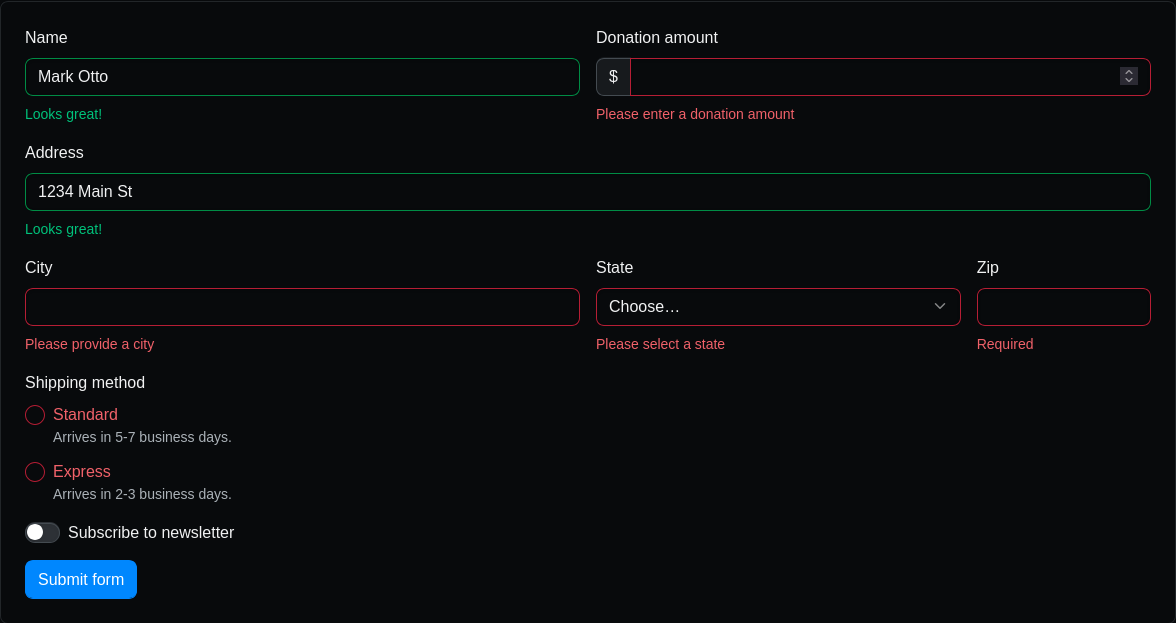 Name
Donation amount
Mark Otto
$
Looks great!
Please enter a donation amount
Address
1234 Main St
Looks great!
City
State
Zip
Choose…
Please provide a city
Please select a state
Required
Shipping method
Standard
Arrives in 5-7 business days.
Express
Arrives in 2-3 business days.
Subscribe to newsletter
Submit form